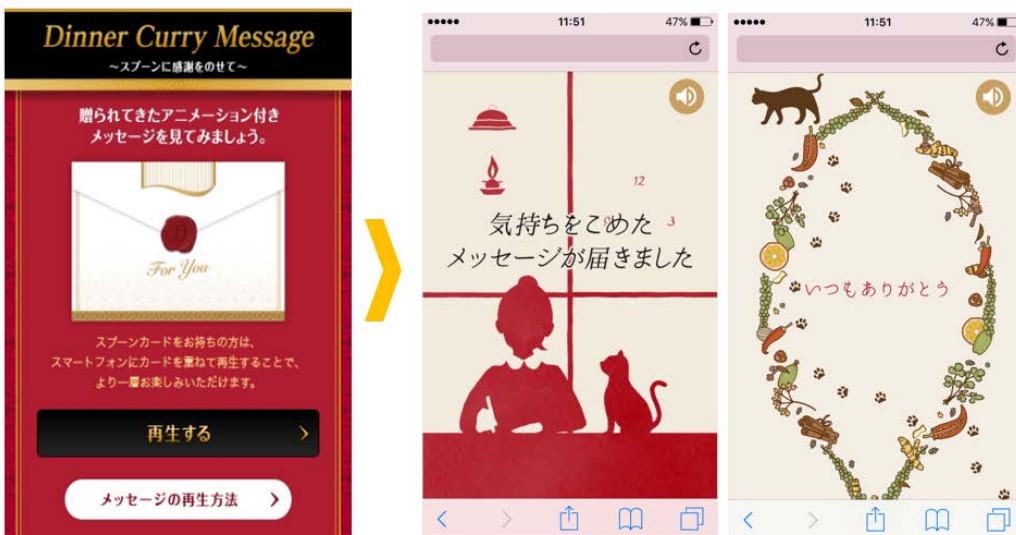 Dinner Curry Message
～スプーンに感謝をのせて～
贈られてきたアニメーション付き
メッセージを見てみましょう。
For You
スプーンカードをお持ちの方は、
スマートフォンにカードを重ねて再生することで、
より一層お楽しみいただけます。
再生する
メッセージの再生方法
11:51
47%
12
3
気持ちをこめた
メッセージが届きました
11:51
47%
いつもありがとう